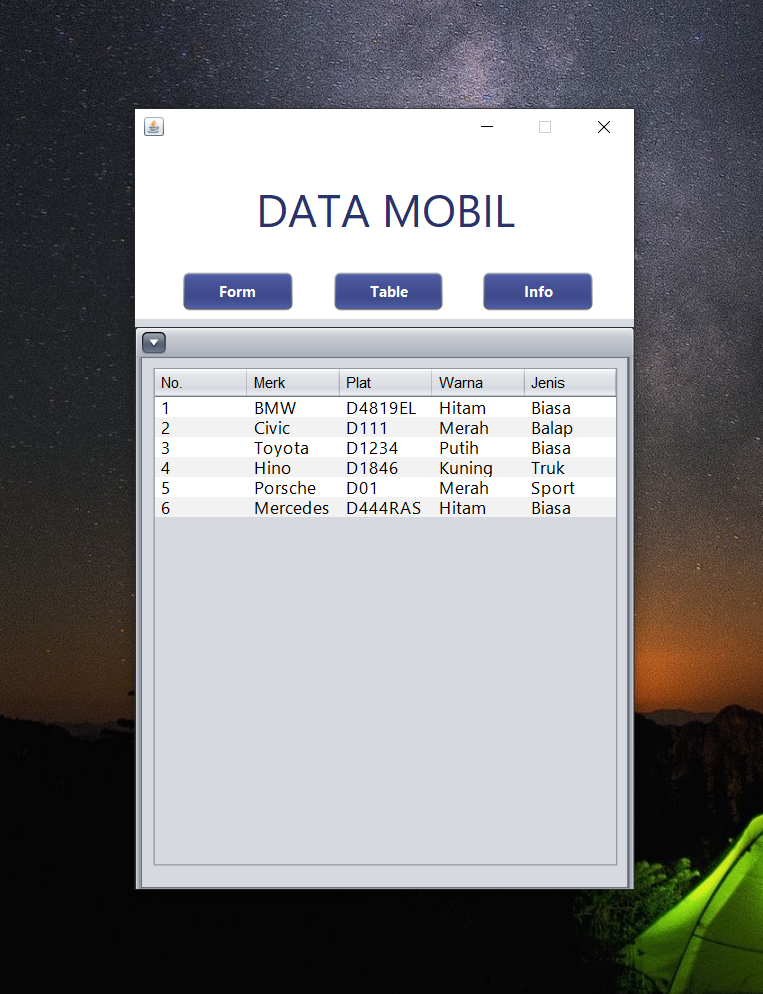 DATA MOBIL
Form Table Info
No. Merk Plat Warna Jenis
1 BMW D4819EL Hitam Biasa
2 Civic D111 Merah Balap
3 Toyota D1234 Putih Biasa
4 Hino D1846 Kuning Truk
5 Porsche D01 Merah Sport
6 Mercedes D444RAS Hitam Biasa